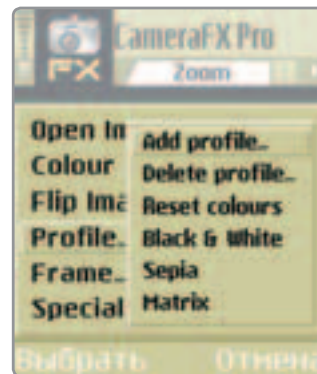 FX
CameraFX Pro
Zoom
Open Im
Colour
Flip Ima
Profile..
Frame..
Special
Add profile..
Delete profile..
Reset colours
Black & White
Sepia
Matrix
Выбрать Отмена